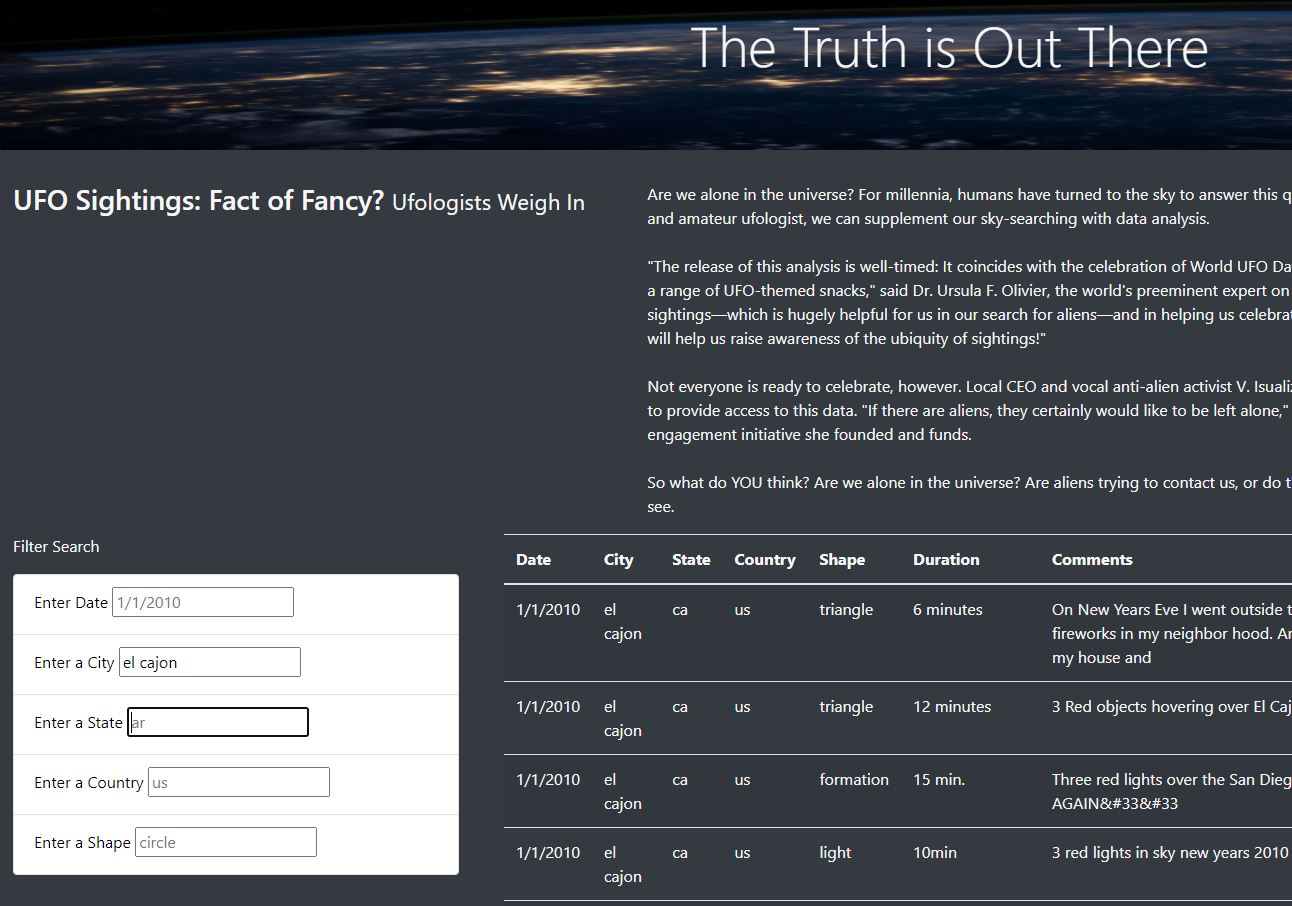 The Truth is Out There
UFO Sightings: Fact of Fancy? Ufologists Weigh In
Are we alone in the universe? For millennia, humans have turned to the sky to answer this q
and amateur ufologist, we can supplement our sky-searching with data analysis.
"The release of this analysis is well-timed: It coincides with the celebration of World UFO Da
a range of UFO-themed snacks," said Dr. Ursula F. Olivier, the world's preeminent expert on
sightings—which is hugely helpful for us in our search for aliens—and in helping us celebrat
will help us raise awareness of the ubiquity of sightings!"
Not everyone is ready to celebrate, however. Local CEO and vocal anti-alien activist V. Isualiz
to provide access to this data. "If there are aliens, they certainly would like to be left alone,"
engagement initiative she founded and funds.
So what do YOU think? Are we alone in the universe? Are aliens trying to contact us, or do t
see.
Filter Search
Enter Date 1/1/2010
Enter a City el cajon
Enter a State ar
Enter a Country us
Enter a Shape circle
Date City State Country Shape Duration Comments
1/1/2010 el ca us triangle 6 minutes On New Years Eve I went outside t
cajon fireworks in my neighbor hood. Ar
my house and
1/1/2010 el ca us triangle 12 minutes 3 Red objects hovering over El Caj
cajon
1/1/2010 el ca us formation 15 min. Three red lights over the San Dieg
cajon AGAIN&#33&#33
1/1/2010 el ca us light 10min 3 red lights in sky new years 2010
cajon